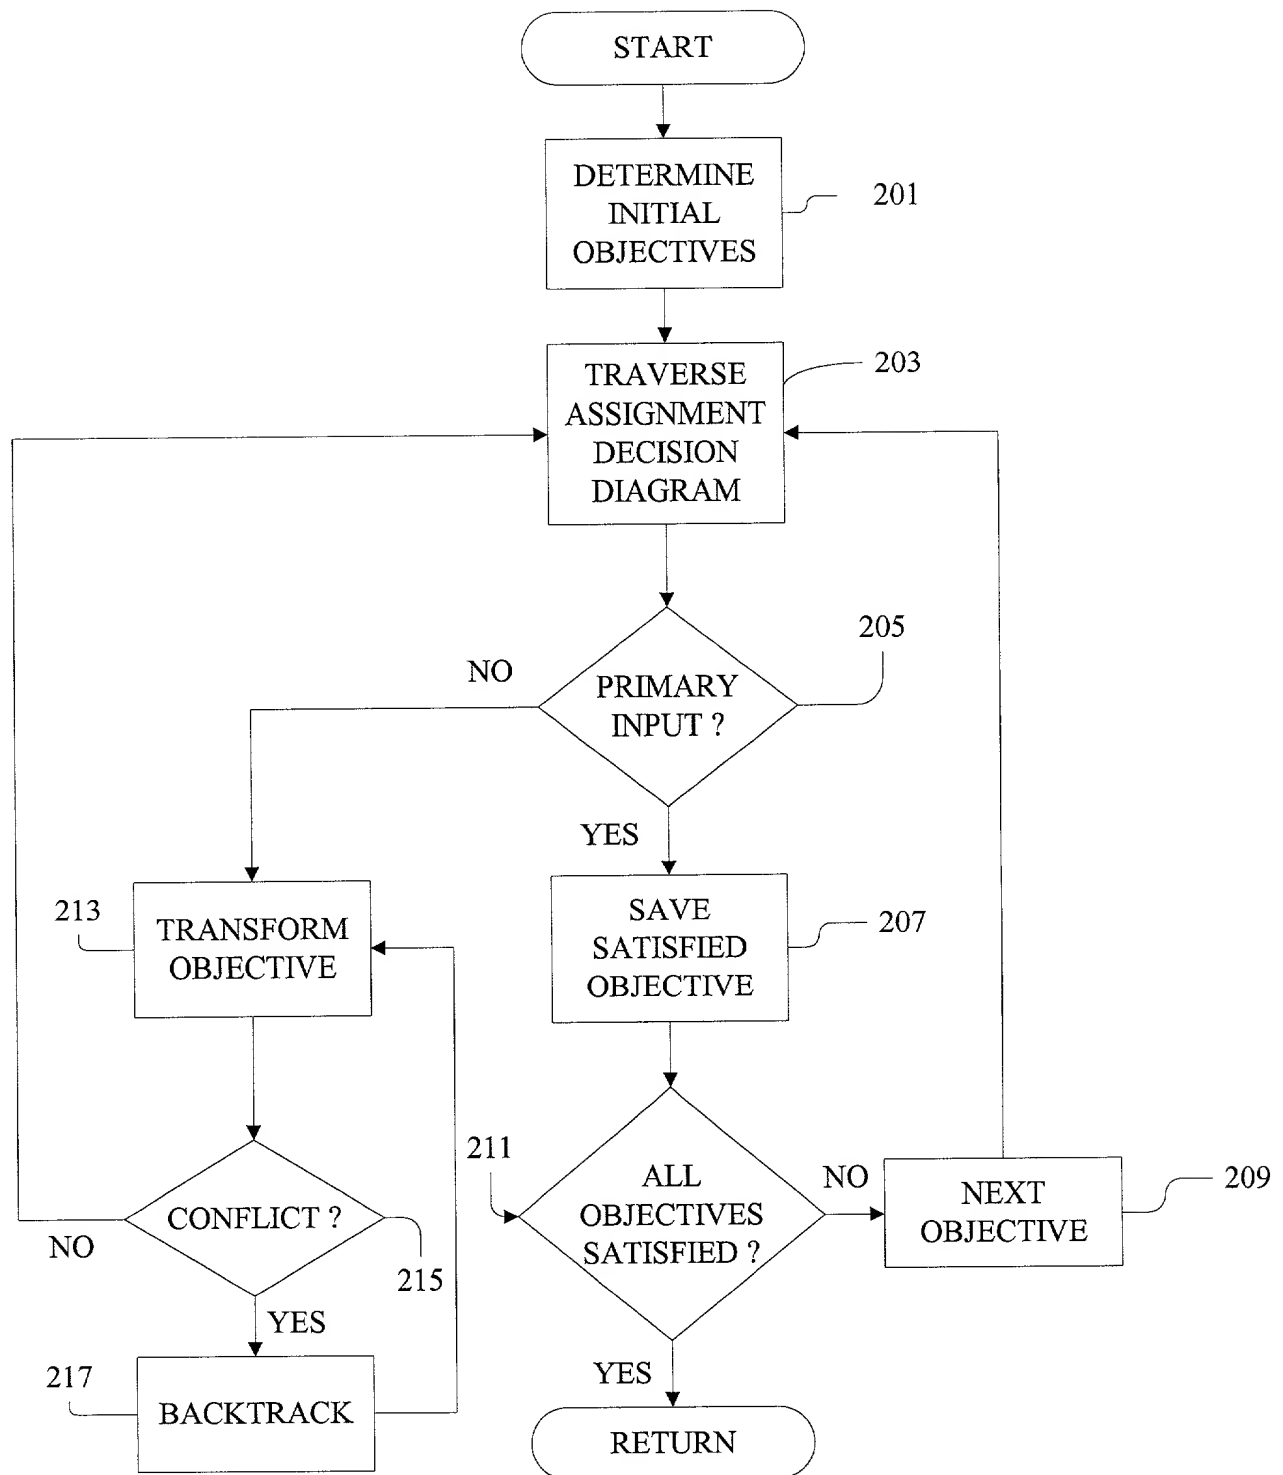 START
DETERMINE
INITIAL
OBJECTIVES
201
TRAVERSE
ASSIGNMENT
DECISION
DIAGRAM
203
PRIMARY
INPUT ?
205
NO
YES
SAVE
SATISFIED
OBJECTIVE
207
213
TRANSFORM
OBJECTIVE
211
ALL
OBJECTIVES
SATISFIED ?
NO
NEXT
OBJECTIVE
209
CONFLICT ?
NO
215
YES
217
BACKTRACK
YES
RETURN